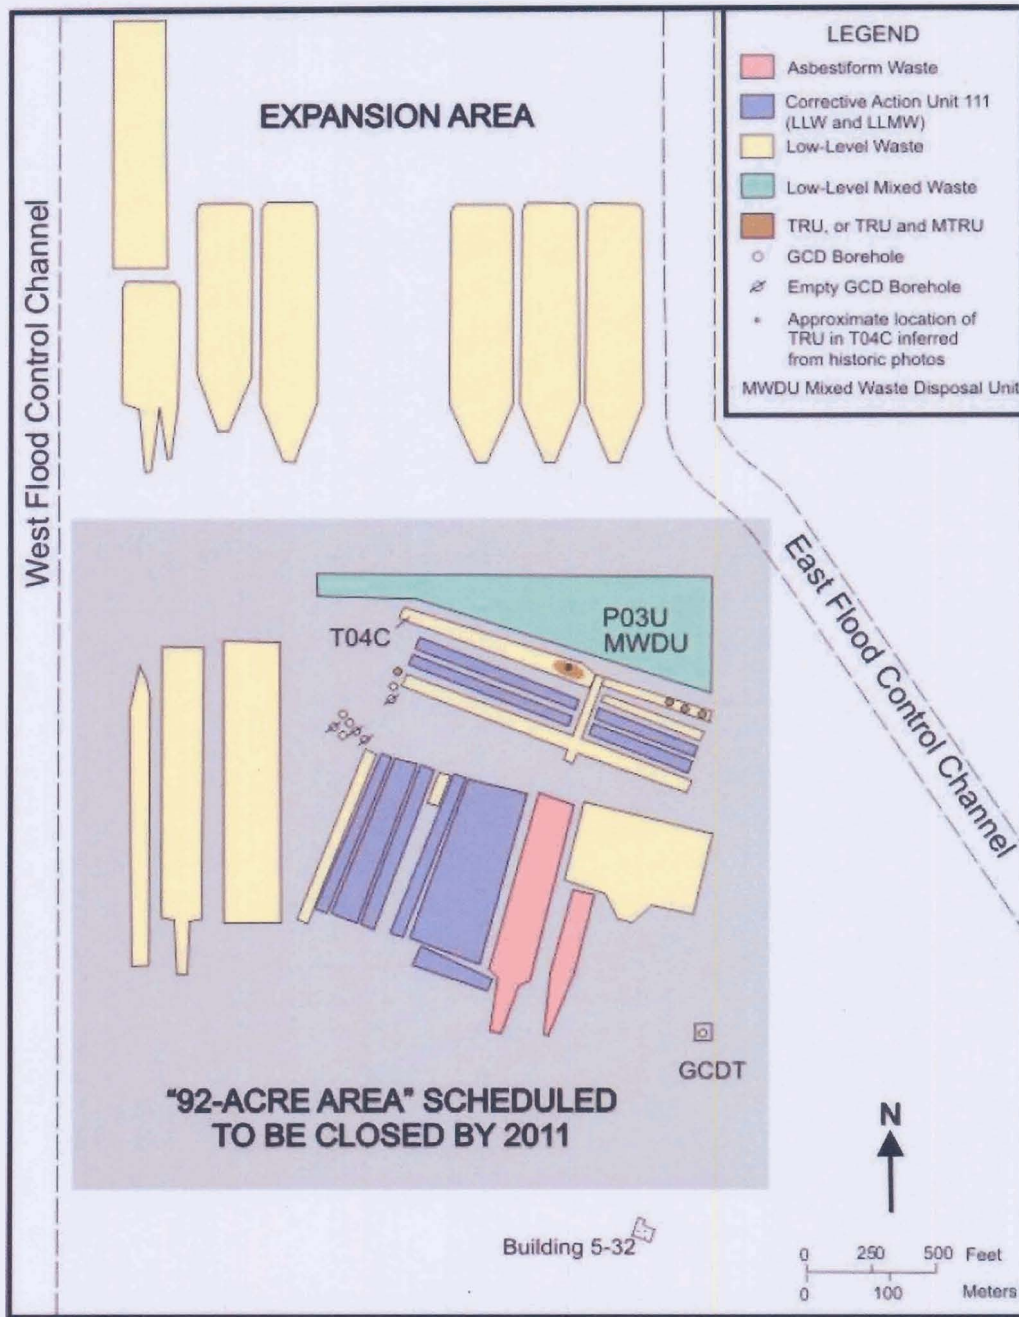 LEGEND
Asbestiform Waste
Corrective Action Unit 111
(LLW and LLMW)
Low-Level Waste
Low-Level Mixed Waste
TRU, or TRU and MTRU
GCD Borehole
Empty GCD Borehole
Approximate location of
TRU in T04C inferred
from historic photos
MWDU Mixed Waste Disposal Unit
EXPANSION AREA
West Flood Control Channel
East Flood Control Channel
T04C
P03U
MWDU
GCDT
"92-ACRE AREA" SCHEDULED
TO BE CLOSED BY 2011
N
Building 5-32
0 250 500 Feet
0 100 Meters